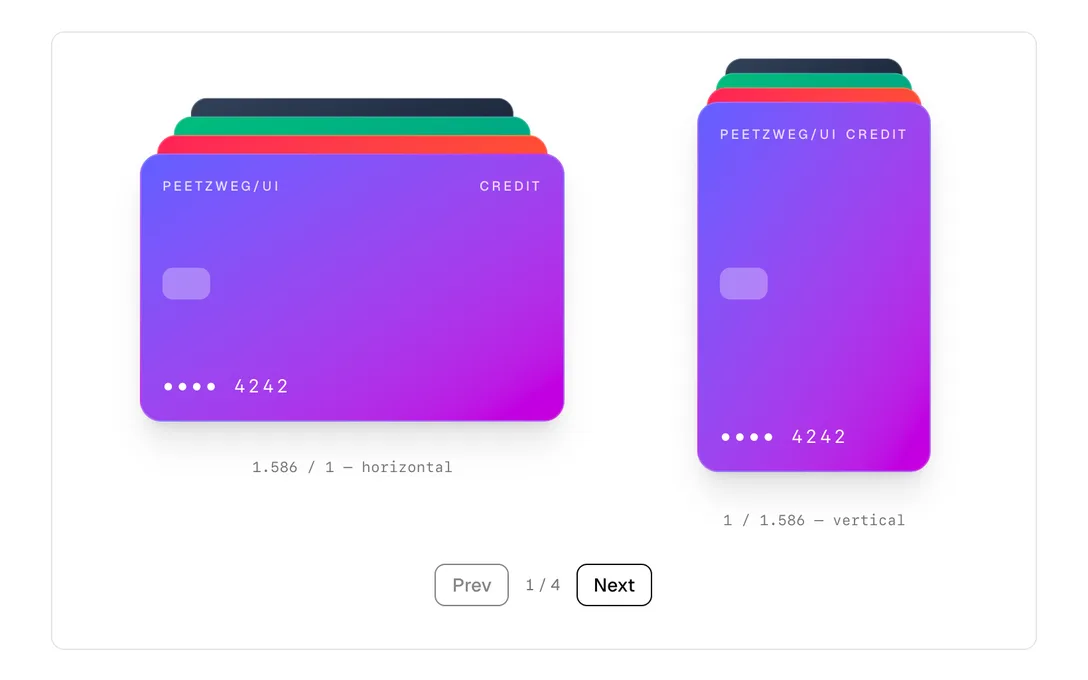 PEETZWEG/UI CREDIT
•••• 4242
1.586 / 1 — horizontal
PEETZWEG/UI CREDIT
•••• 4242
1 / 1.586 — vertical
Prev 1 / 4 Next